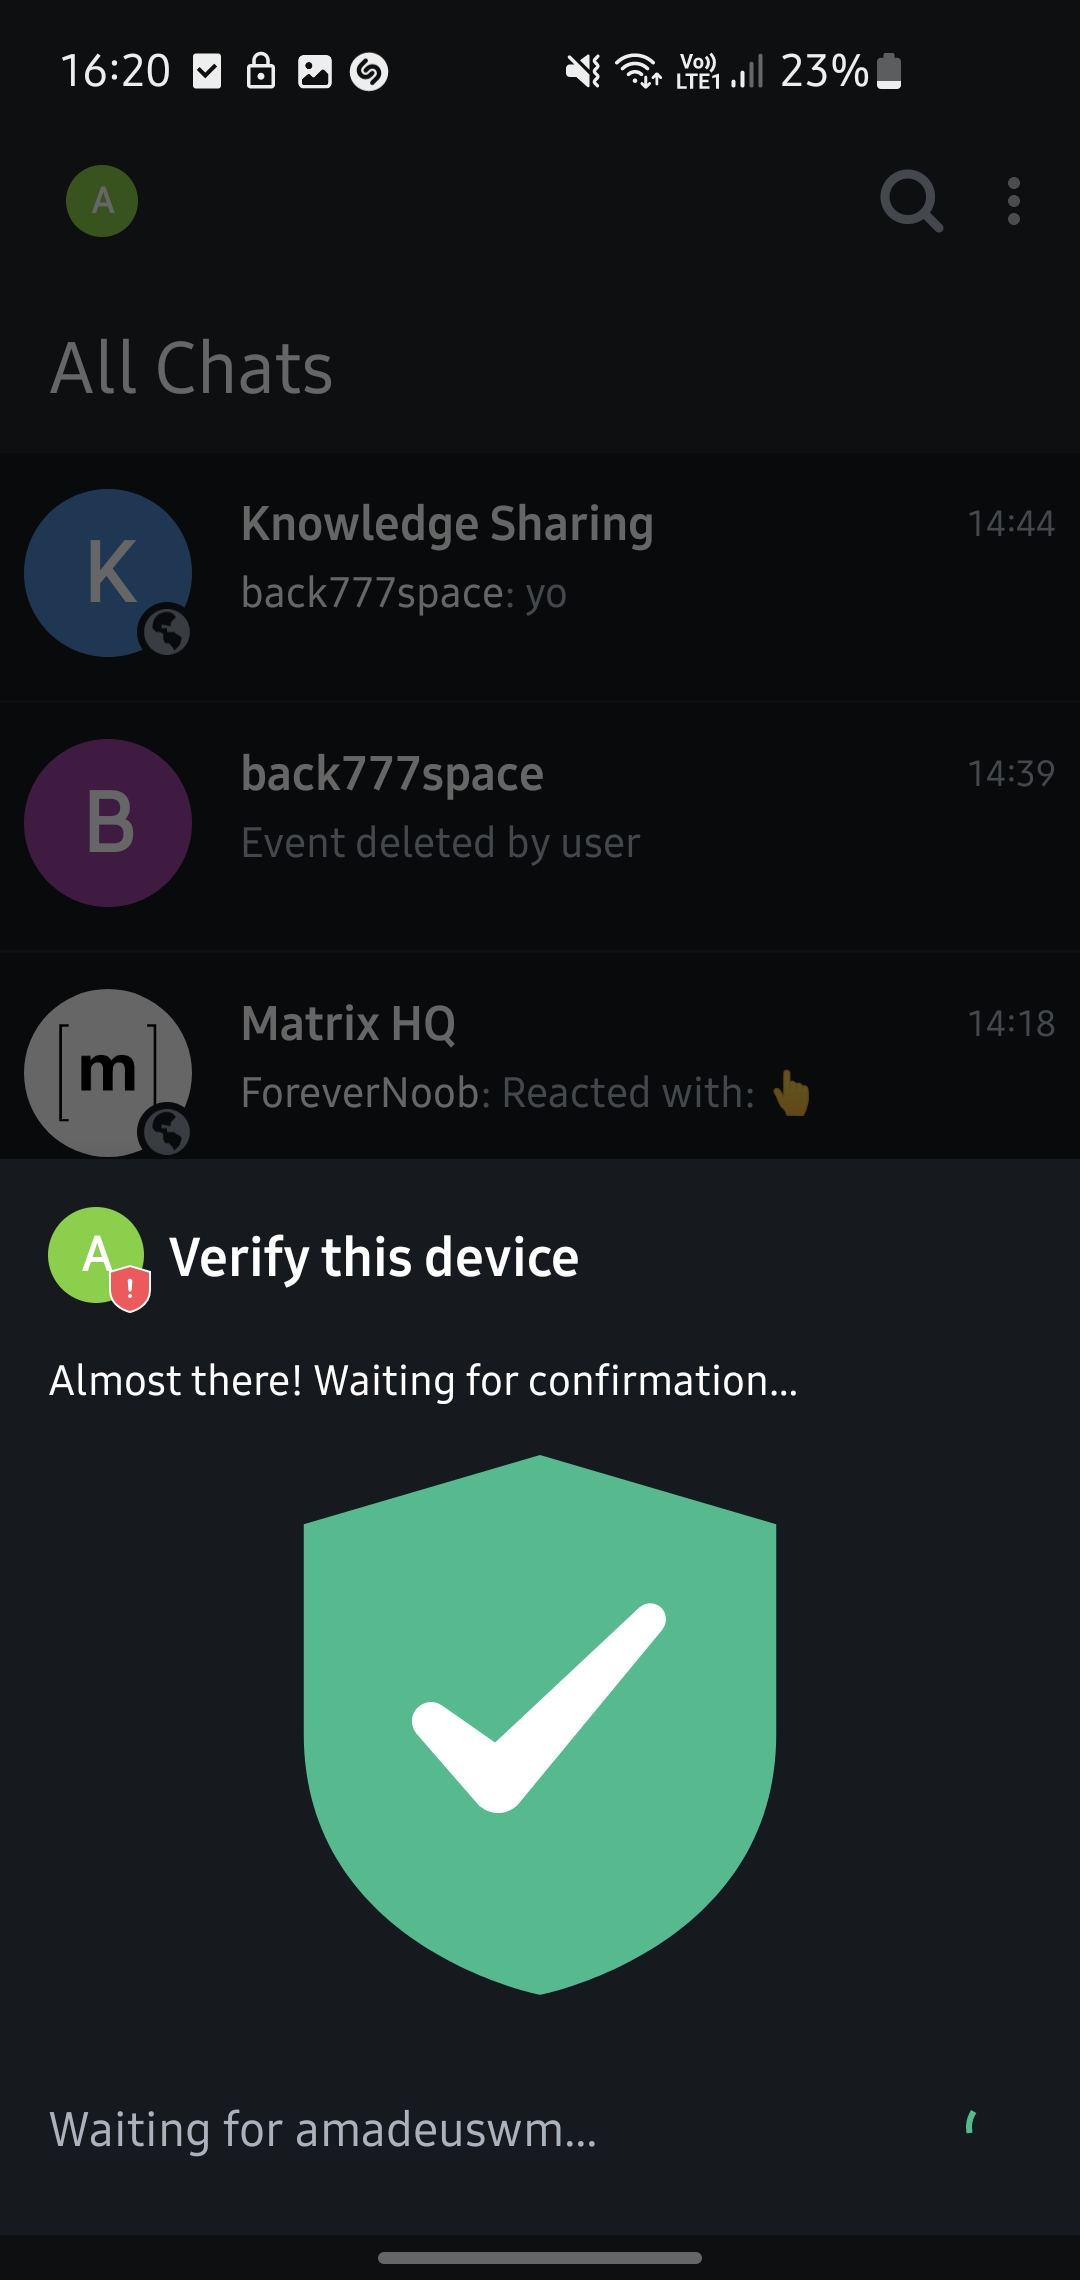 16:20 Vo)) LTE1 23%
A
All Chats
K
Knowledge Sharing 14:44
back777space: yo
B
back777space 14:39
Event deleted by user
[m]
Matrix HQ 14:18
ForeverNoob: Reacted with: 👆
A ! Verify this device
Almost there! Waiting for confirmation...
Waiting for amadeuswm...